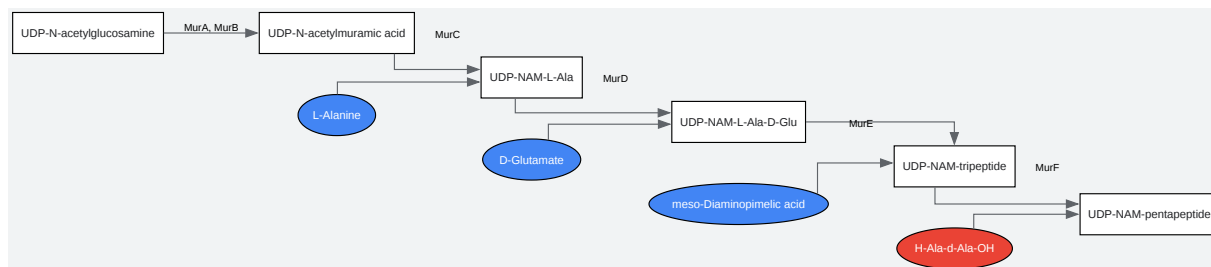 UDP-N-acetylglucosamine
MurA, MurB
UDP-N-acetylmuramic acid
MurC
UDP-NAM-L-Ala
MurD
L-Alanine
UDP-NAM-L-Ala-D-Glu
MurE
D-Glutamate
UDP-NAM-tripeptide
MurF
meso-Diaminopimelic acid
UDP-NAM-pentapeptide
H-Ala-d-Ala-OH